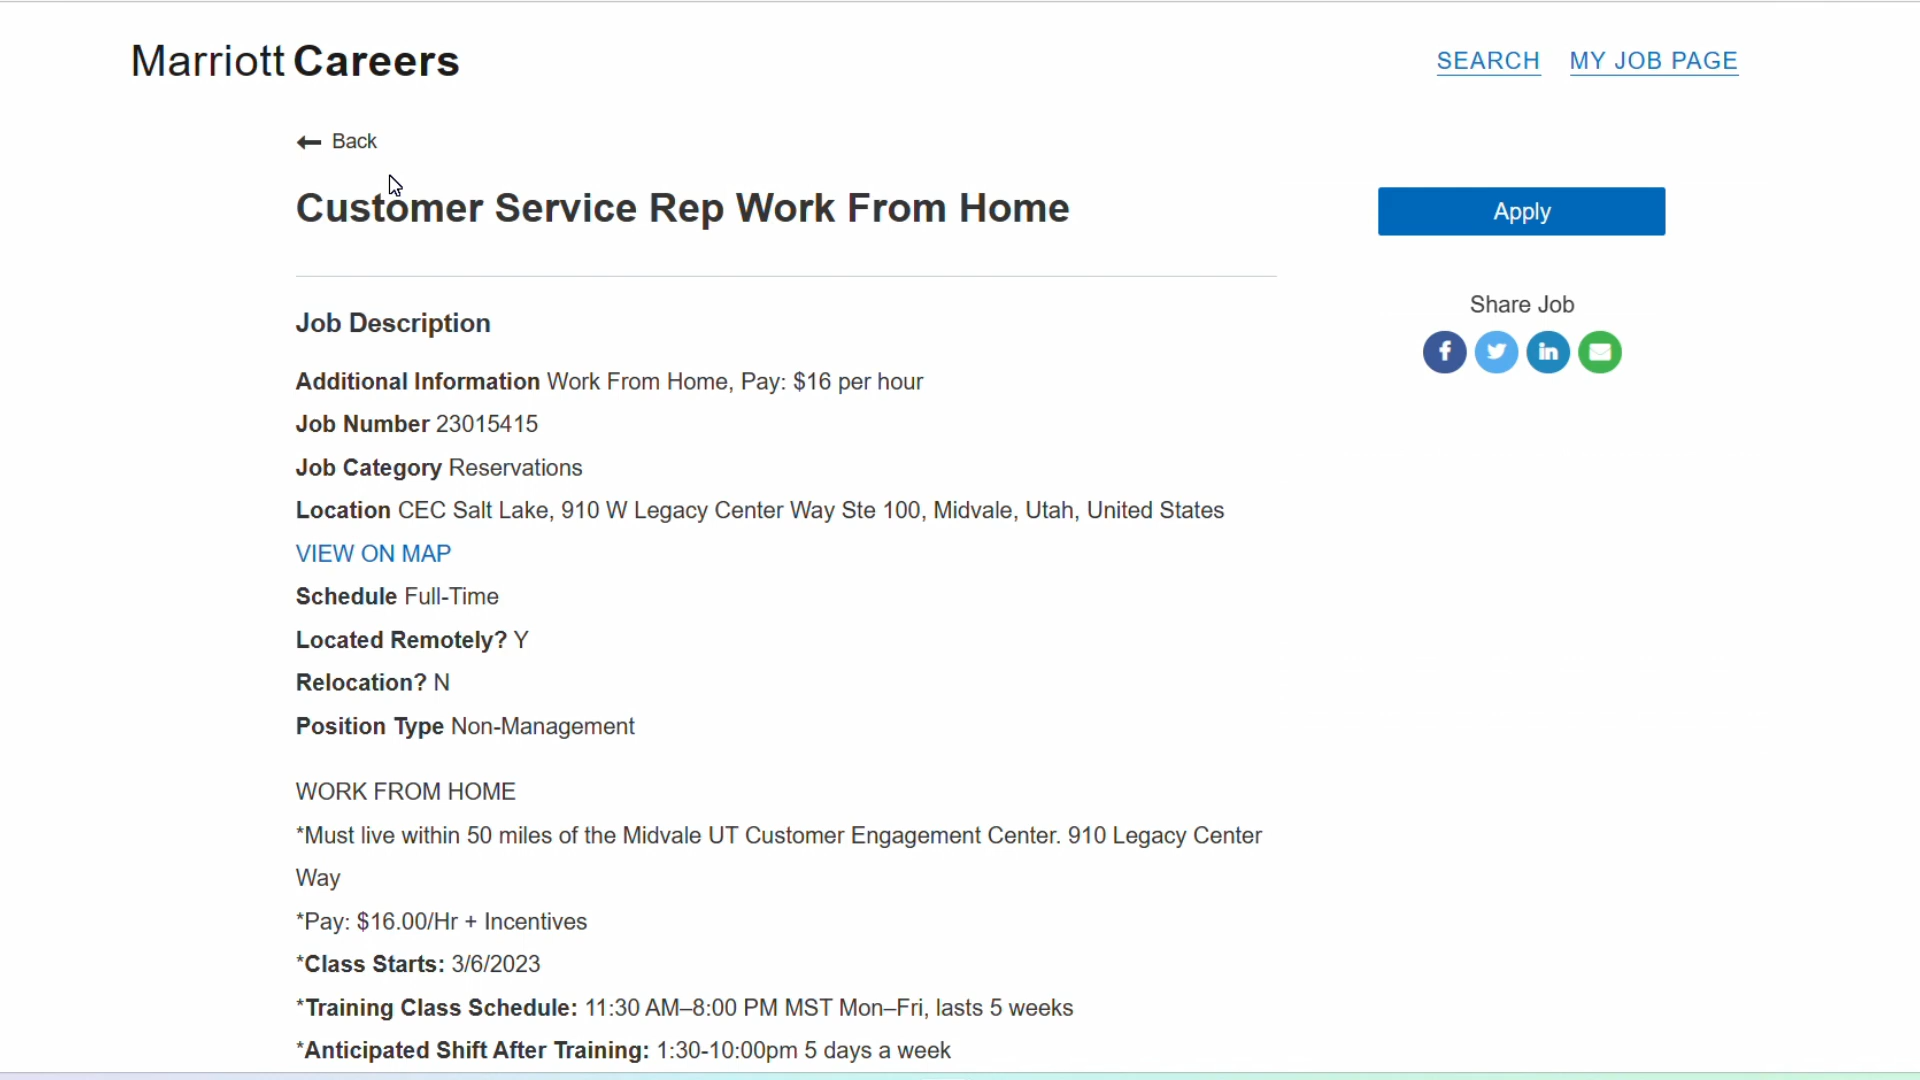 Marriott Careers
SEARCH MY JOB PAGE
Back
Customer Service Rep Work From Home
Apply
Share Job
Job Description
Additional Information Work From Home, Pay: $16 per hour
Job Number 23015415
Job Category Reservations
Location CEC Salt Lake, 910 W Legacy Center Way Ste 100, Midvale, Utah, United States
VIEW ON MAP
Schedule Full-Time
Located Remotely? Y
Relocation? N
Position Type Non-Management
WORK FROM HOME
*Must live within 50 miles of the Midvale UT Customer Engagement Center. 910 Legacy Center
Way
*Pay: $16.00/Hr + Incentives
*Class Starts: 3/6/2023
*Training Class Schedule: 11:30 AM–8:00 PM MST Mon–Fri, lasts 5 weeks
*Anticipated Shift After Training: 1:30-10:00pm 5 days a week